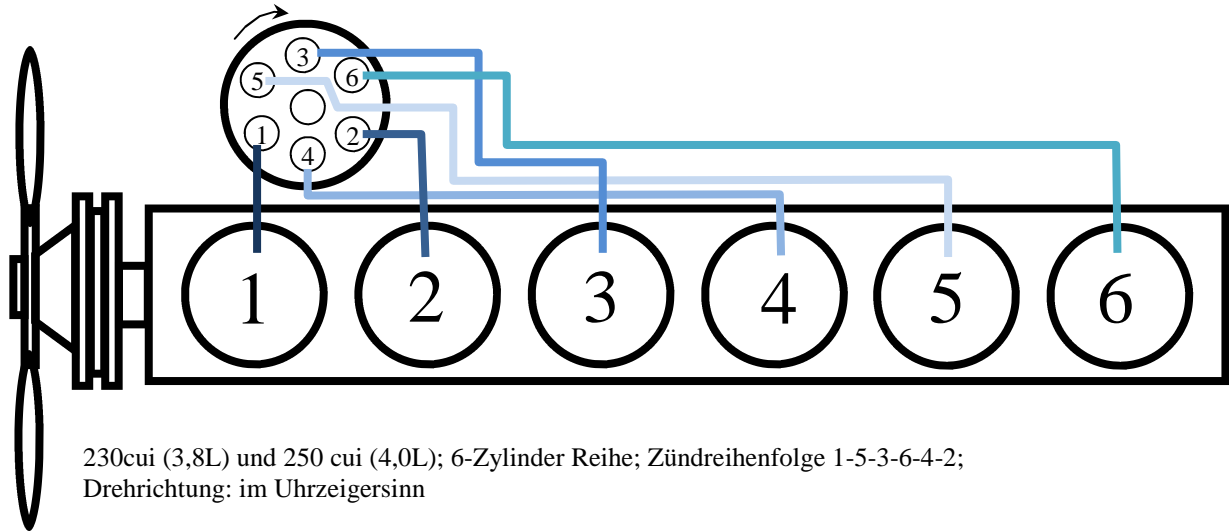 3
5
6
1
2
4
1 2 3 4 5 6
230cui (3,8L) und 250 cui (4,0L); 6-Zylinder Reihe; Zündreihenfolge 1-5-3-6-4-2;
Drehrichtung: im Uhrzeigersinn